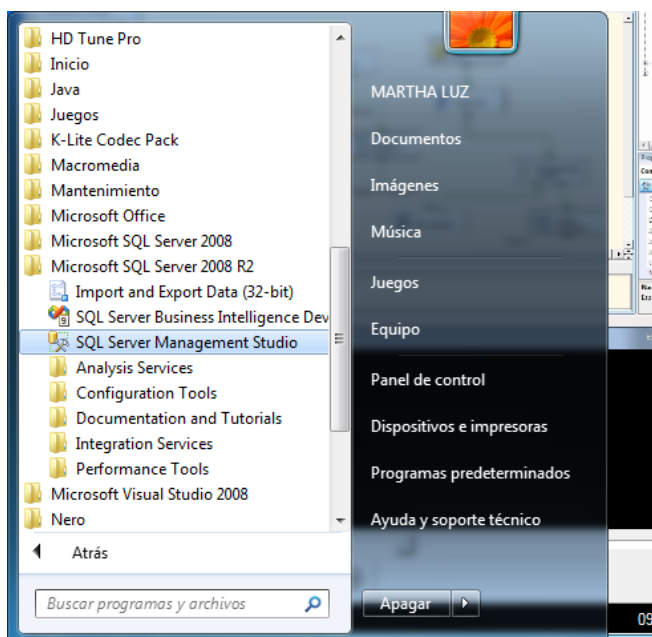 HD Tune Pro
Inicio
Java
Juegos
K-Lite Codec Pack
Macromedia
Mantenimiento
Microsoft Office
Microsoft SQL Server 2008
Microsoft SQL Server 2008 R2
Import and Export Data (32-bit)
SQL Server Business Intelligence Dev
SQL Server Management Studio
Analysis Services
Configuration Tools
Documentation and Tutorials
Integration Services
Performance Tools
Microsoft Visual Studio 2008
Nero
Atrás
Buscar programas y archivos
MARTHA LUZ
Documentos
Imágenes
Música
Juegos
Equipo
Panel de control
Dispositivos e impresoras
Programas predeterminados
Ayuda y soporte técnico
Apagar
09